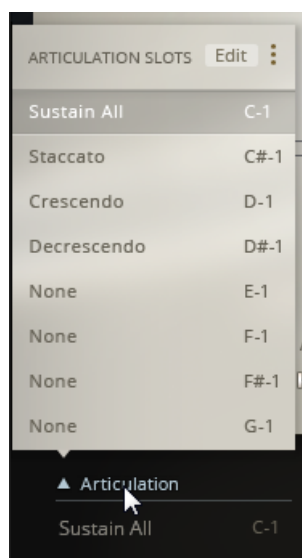 ARTICULATION SLOTS Edit
Sustain All C-1
Staccato C#-1
Crescendo D-1
Decrescendo D#-1
None E-1
None F-1
None F#-1
None G-1
▲ Articulation
Sustain All C-1